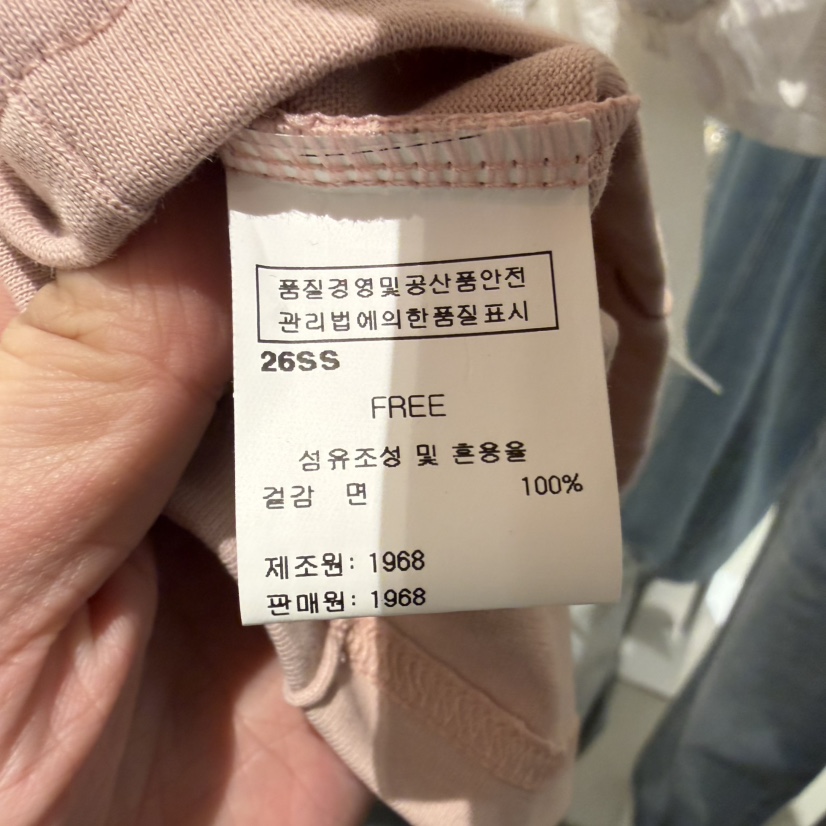 품질경영및공산품안전
관리법에의한품질표시
26SS
FREE
섬유조성 및 혼용율
겉감 면 100%
제조원: 1968
판매원: 1968